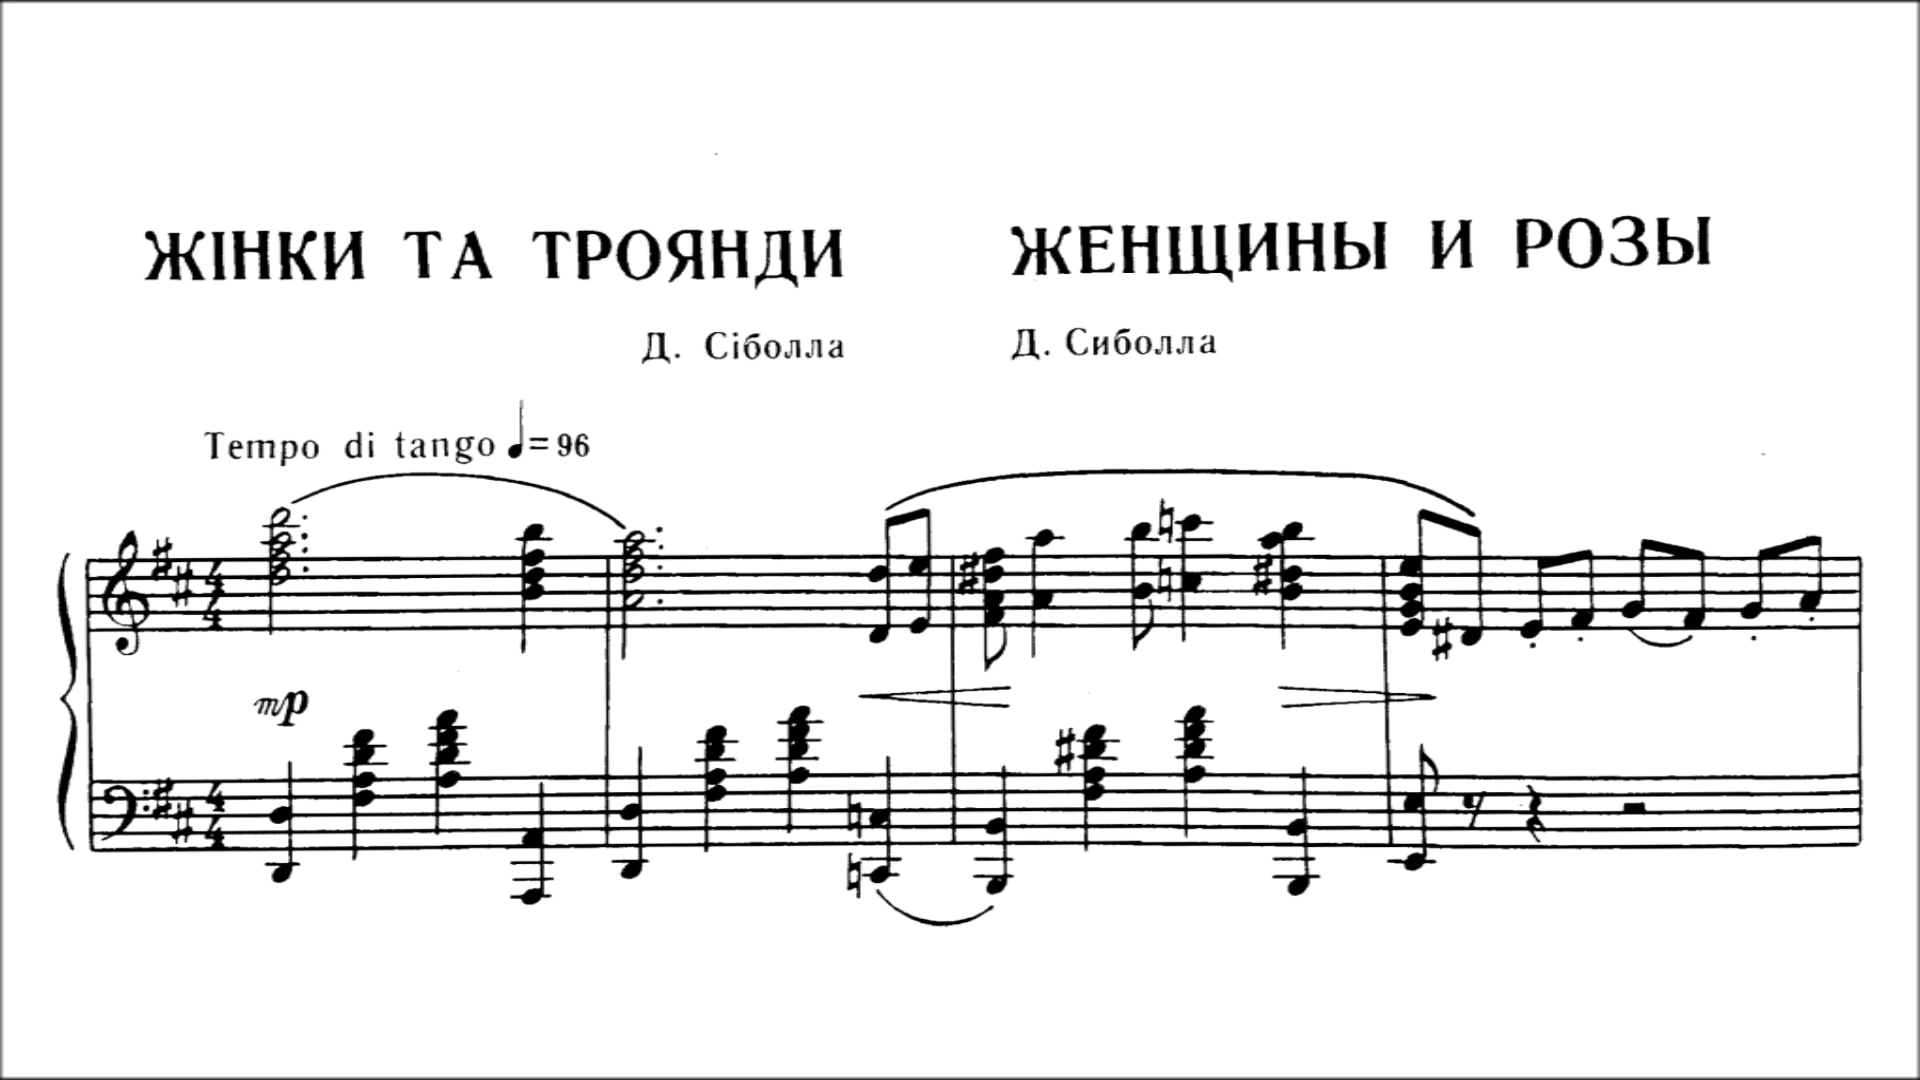 ЖІНКИ ТА ТРОЯНДИ
ЖЕНЩИНЫ И РОЗЫ
Д. Сіболла
Д. Сиболла
Tempo di tango ♩= 96
mp